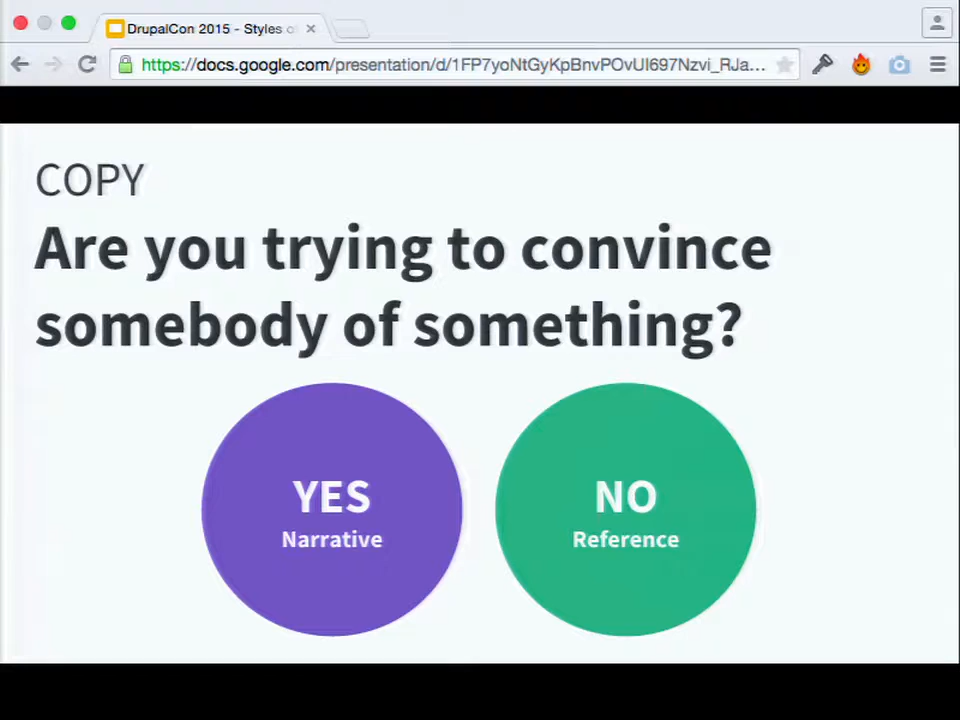 DrupalCon 2015 - Styles of
https://docs.google.com/presentation/d/1FP7yoNtGyKpBnvPOvUI697Nzvi_RJa...
COPY
Are you trying to convince
somebody of something?
YES
Narrative
NO
Reference